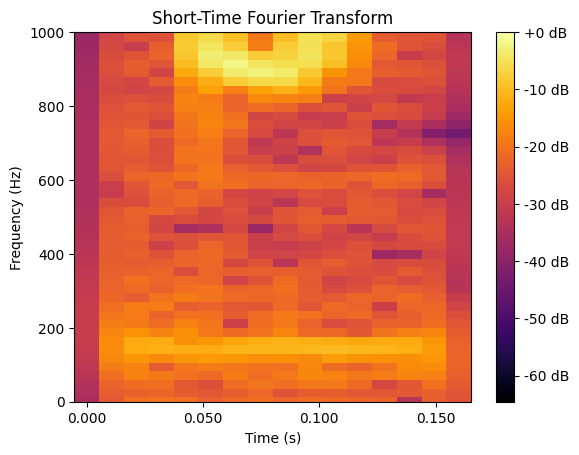 Short-Time Fourier Transform
1000
800
600
400
200
0
Frequency (Hz)
0.000
0.050
0.100
0.150
Time (s)
+0 dB
-10 dB
-20 dB
-30 dB
-40 dB
-50 dB
-60 dB